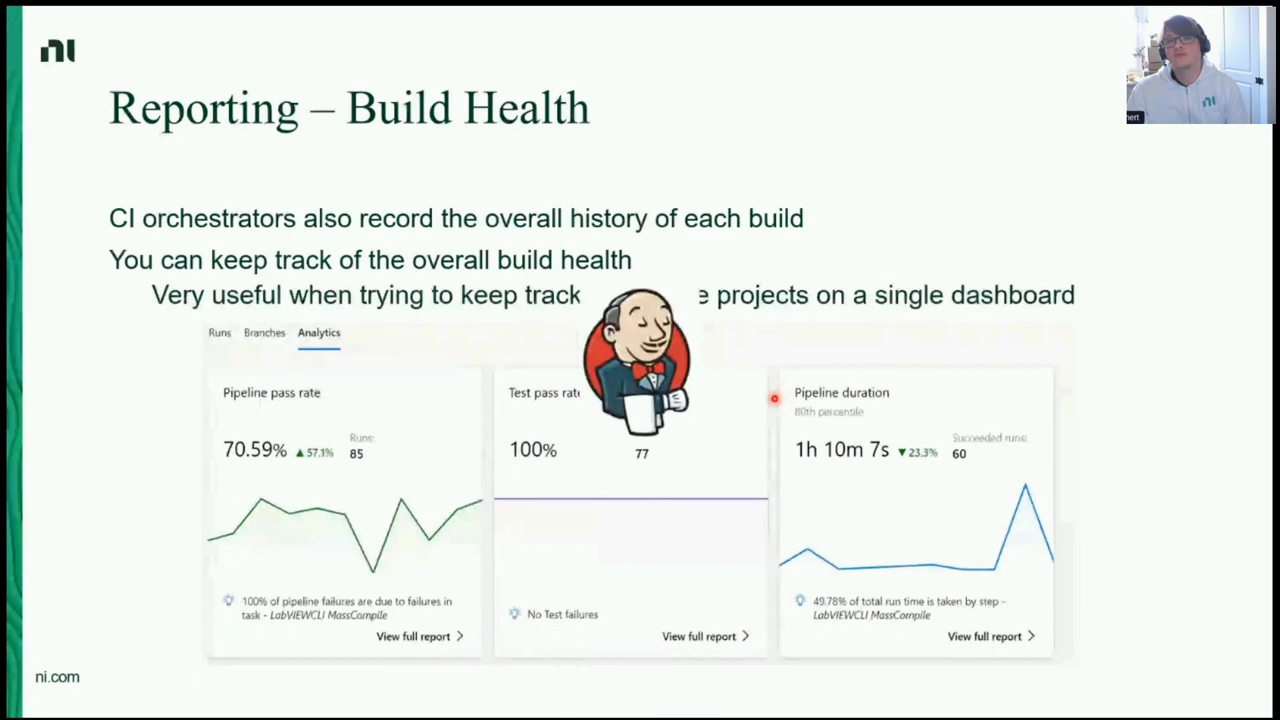 nı
Reporting – Build Health
nı
nert
CI orchestrators also record the overall history of each build
You can keep track of the overall build health
Very useful when trying to keep track e projects on a single dashboard
Runs Branches Analytics
Pipeline pass rate
70.59% ▲57.1% Runs: 85
100% of pipeline failures are due to failures in
task - LabVIEWCLI MassCompile
View full report >
Test pass rate
100% 77
No Test failures
View full report >
Pipeline duration
80th percentile
1h 10m 7s ▼23.3% Succeeded runs: 60
49.78% of total run time is taken by step -
LabVIEWCLI MassCompile
View full report >
ni.com